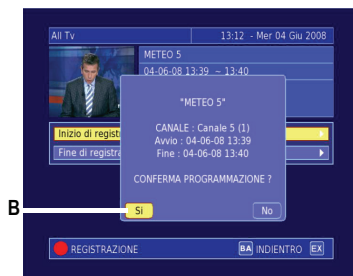 All Tv 13:12 - Mer 04 Giu 2008
METEO 5
04-06-08 13:39 ~ 13:40
"METEO 5"
CANALE : Canale 5 (1)
Avvio : 04-06-08 13:39
Fine : 04-06-08 13:40
Inizio di regist
Fine di registra
CONFERMA PROGRAMMAZIONE ?
B
Si No
REGISTRAZIONE BA INDIENTRO EX